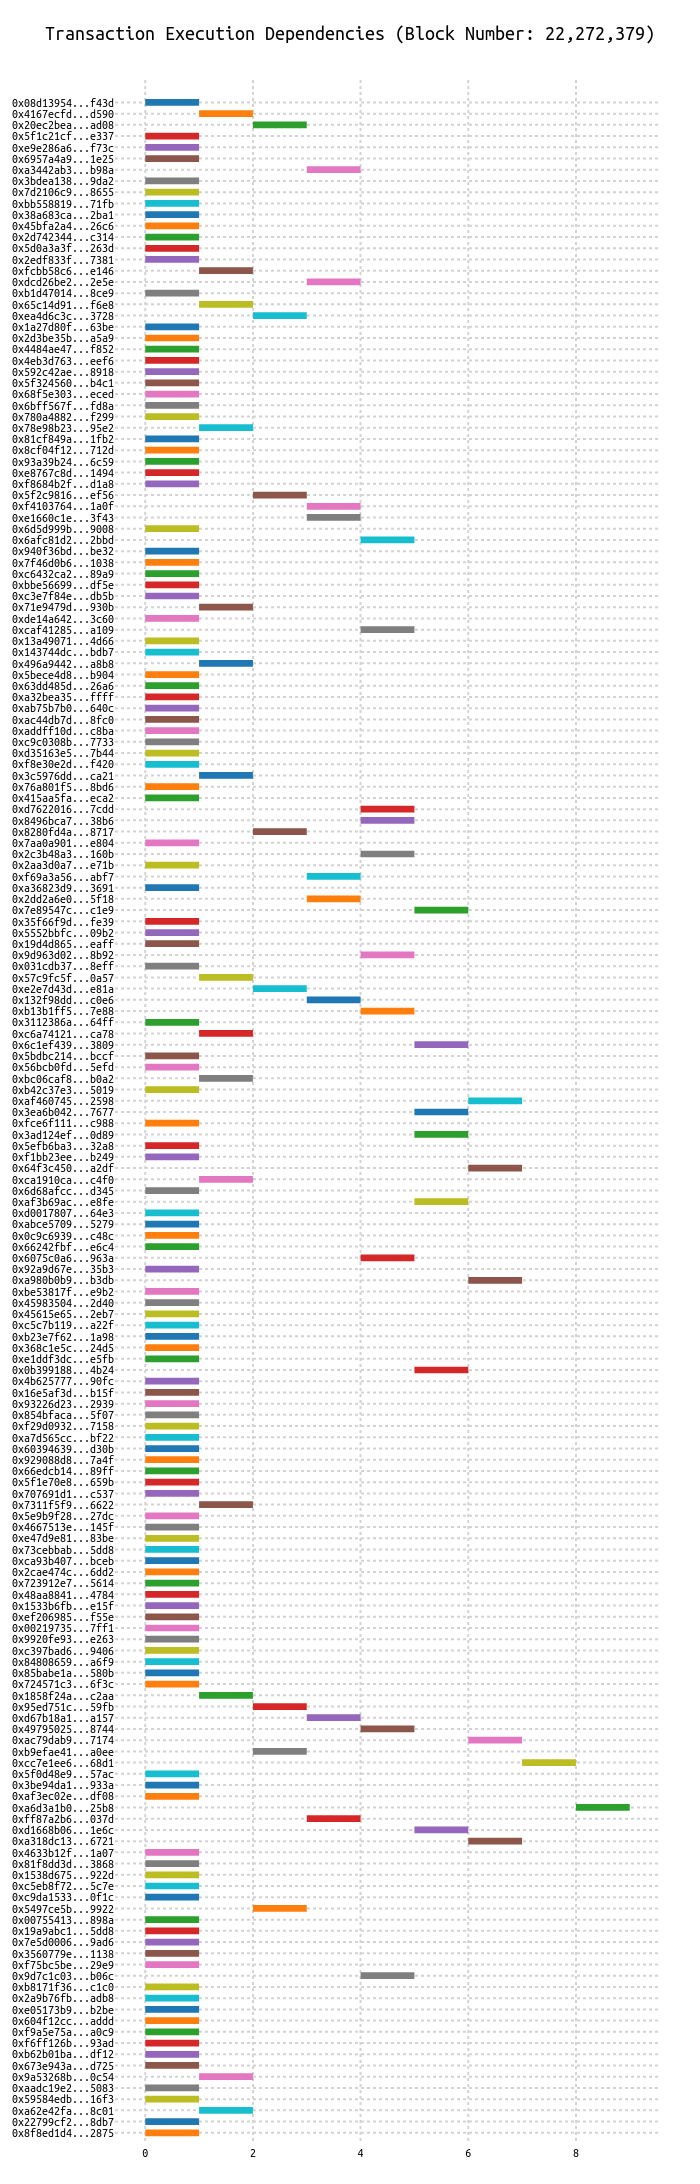 Transaction Execution Dependencies (Block Number: 22,272,379)
0x08d13954...f43d
0x4167ecfd...d590
0x20ec2bea...ad08
0x5f1c21cf...e337
0xe9e286a6...f73c
0x6957a4a9...1e25
0xa3442ab3...b98a
0x3bdea138...9da2
0x7d2106c9...8655
0xbb558819...71fb
0x38a683ca...2ba1
0x45bfa2a4...26c6
0x2d742344...c314
0x5d0a3a3f...263d
0x2edf833f...7381
0xfcbb58c6...e146
0xdcd26be2...2e5e
0xb1d47014...8ce9
0x65c14d91...f6e8
0xea4d6c3c...3728
0x1a27d80f...63be
0x2d3be35b...a5a9
0x4484ae47...f852
0x4eb3d763...eef6
0x592c42ae...8918
0x5f324560...b4c1
0x68f5e303...eced
0x6bff567f...fd8a
0x780a4882...f299
0x78e98b23...95e2
0x81cf849a...1fb2
0x8cf04f12...712d
0x93a39b24...6c59
0xe8767c8d...1494
0xf8684b2f...d1a8
0x5f2c9816...ef56
0xf4103764...1a0f
0xe1660c1e...3f43
0x6d5d999b...9008
0x6afc81d2...2bbd
0x940f36bd...be32
0x7f46d0b6...1038
0xc6432ca2...89a9
0xbbe56699...df5e
0xc3e7f84e...db5b
0x71e9479d...930b
0xde14a642...3c60
0xcaf41285...a109
0x13a49071...4d66
0x143744dc...bdb7
0x496a9442...a8b8
0x5bece4d8...b904
0x63dd485d...26a6
0xa32bea35...ffff
0xab75b7b0...640c
0xac44db7d...8fc0
0xaddff10d...c8ba
0xc9c0308b...7733
0xd35163e5...7b44
0xf8e30e2d...f420
0x3c5976dd...ca21
0x76a801f5...8bd6
0x415aa5fa...eca2
0xd7622016...7cdd
0x8496bca7...38b6
0x8280fd4a...8717
0x7aa0a901...e804
0x2c3b48a3...160b
0x2aa3d0a7...e71b
0xf69a3a56...abf7
0xa36823d9...3691
0x2dd2a6e0...5f18
0x7e89547c...c1e9
0x35f66f9d...fe39
0x5552bbfc...09b2
0x19d4d865...eaff
0x9d963d02...8b92
0x031cdb37...8eff
0x57c9fc5f...0a57
0xe2e7d43d...e81a
0x132f98dd...c0e6
0xb13b1ff5...7e88
0x3112386a...64ff
0xc6a74121...ca78
0x6c1ef439...3809
0x5bdbc214...bccf
0x56bcb0fd...5efd
0xbc06caf8...b0a2
0xb42c37e3...5019
0xaf460745...2598
0x3ea6b042...7677
0xfce6f111...c988
0x3ad124ef...0d89
0x5efb6ba3...32a8
0xf1bb23ee...b249
0x64f3c450...a2df
0xca1910ca...c4f0
0x6d68afcc...d345
0xaf3b69ac...e8fe
0xd0017807...64e3
0xabce5709...5279
0x0c9c6939...c48c
0x66242fbf...e6c4
0x6075c0a6...963a
0x92a9d67e...35b3
0xa980b0b9...b3db
0xbe53817f...e9b2
0x45983504...2d40
0x45615e65...2eb7
0xc5c7b119...a22f
0xb23e7f62...1a98
0x368c1e5c...24d5
0xe1ddf3dc...e5fb
0x0b399188...4b24
0x4b625777...90fc
0x16e5af3d...b15f
0x93226d23...2939
0x854bfaca...5f07
0xf29d0932...7158
0xa7d565cc...bf22
0x60394639...d30b
0x929088d8...7a4f
0x66edcb14...89ff
0x5f1e70e8...659b
0x707691d1...c537
0x7311f5f9...6622
0x5e9b9f28...27dc
0x4667513e...145f
0xe47d9e81...83be
0x73cebbab...5dd8
0xca93b407...bceb
0x2cae474c...6dd2
0x723912e7...5614
0x48aa8841...4784
0x1533b6fb...e15f
0xef206985...f55e
0x00219735...7ff1
0x9920fe93...e263
0xc397bad6...9406
0x84808659...a6f9
0x85babe1a...580b
0x724571c3...6f3c
0x1858f24a...c2aa
0x95ed751c...59fb
0xd67b18a1...a157
0x49795025...8744
0xac79dab9...7174
0xb9efae41...a0ee
0xcc7e1ee6...68d1
0x5f0d48e9...57ac
0x3be94da1...933a
0xaf3ec02e...df08
0xa6d3a1b0...25b8
0xff87a2b6...037d
0xd1668b06...1e6c
0xa318dc13...6721
0x4633b12f...1a07
0x81f8dd3d...3868
0x1538d675...922d
0xc5eb8f72...5c7e
0xc9da1533...0f1c
0x5497ce5b...9922
0x00755413...898a
0x19a9abc1...5dd8
0x7e5d0006...9ad6
0x3560779e...1138
0xf75bc5be...29e9
0x9d7c1c03...b06c
0xb8171f36...c1c0
0x2a9b76fb...adb8
0xe05173b9...b2be
0x604f12cc...addd
0xf9a5e75a...a0c9
0xf6ff126b...93ad
0xb62b01ba...df12
0x673e943a...d725
0x9a53268b...0c54
0xaadc19e2...5083
0x59584edb...16f3
0xa62e42fa...8c01
0x22799cf2...8db7
0x8f8ed1d4...2875
0 2 4 6 8